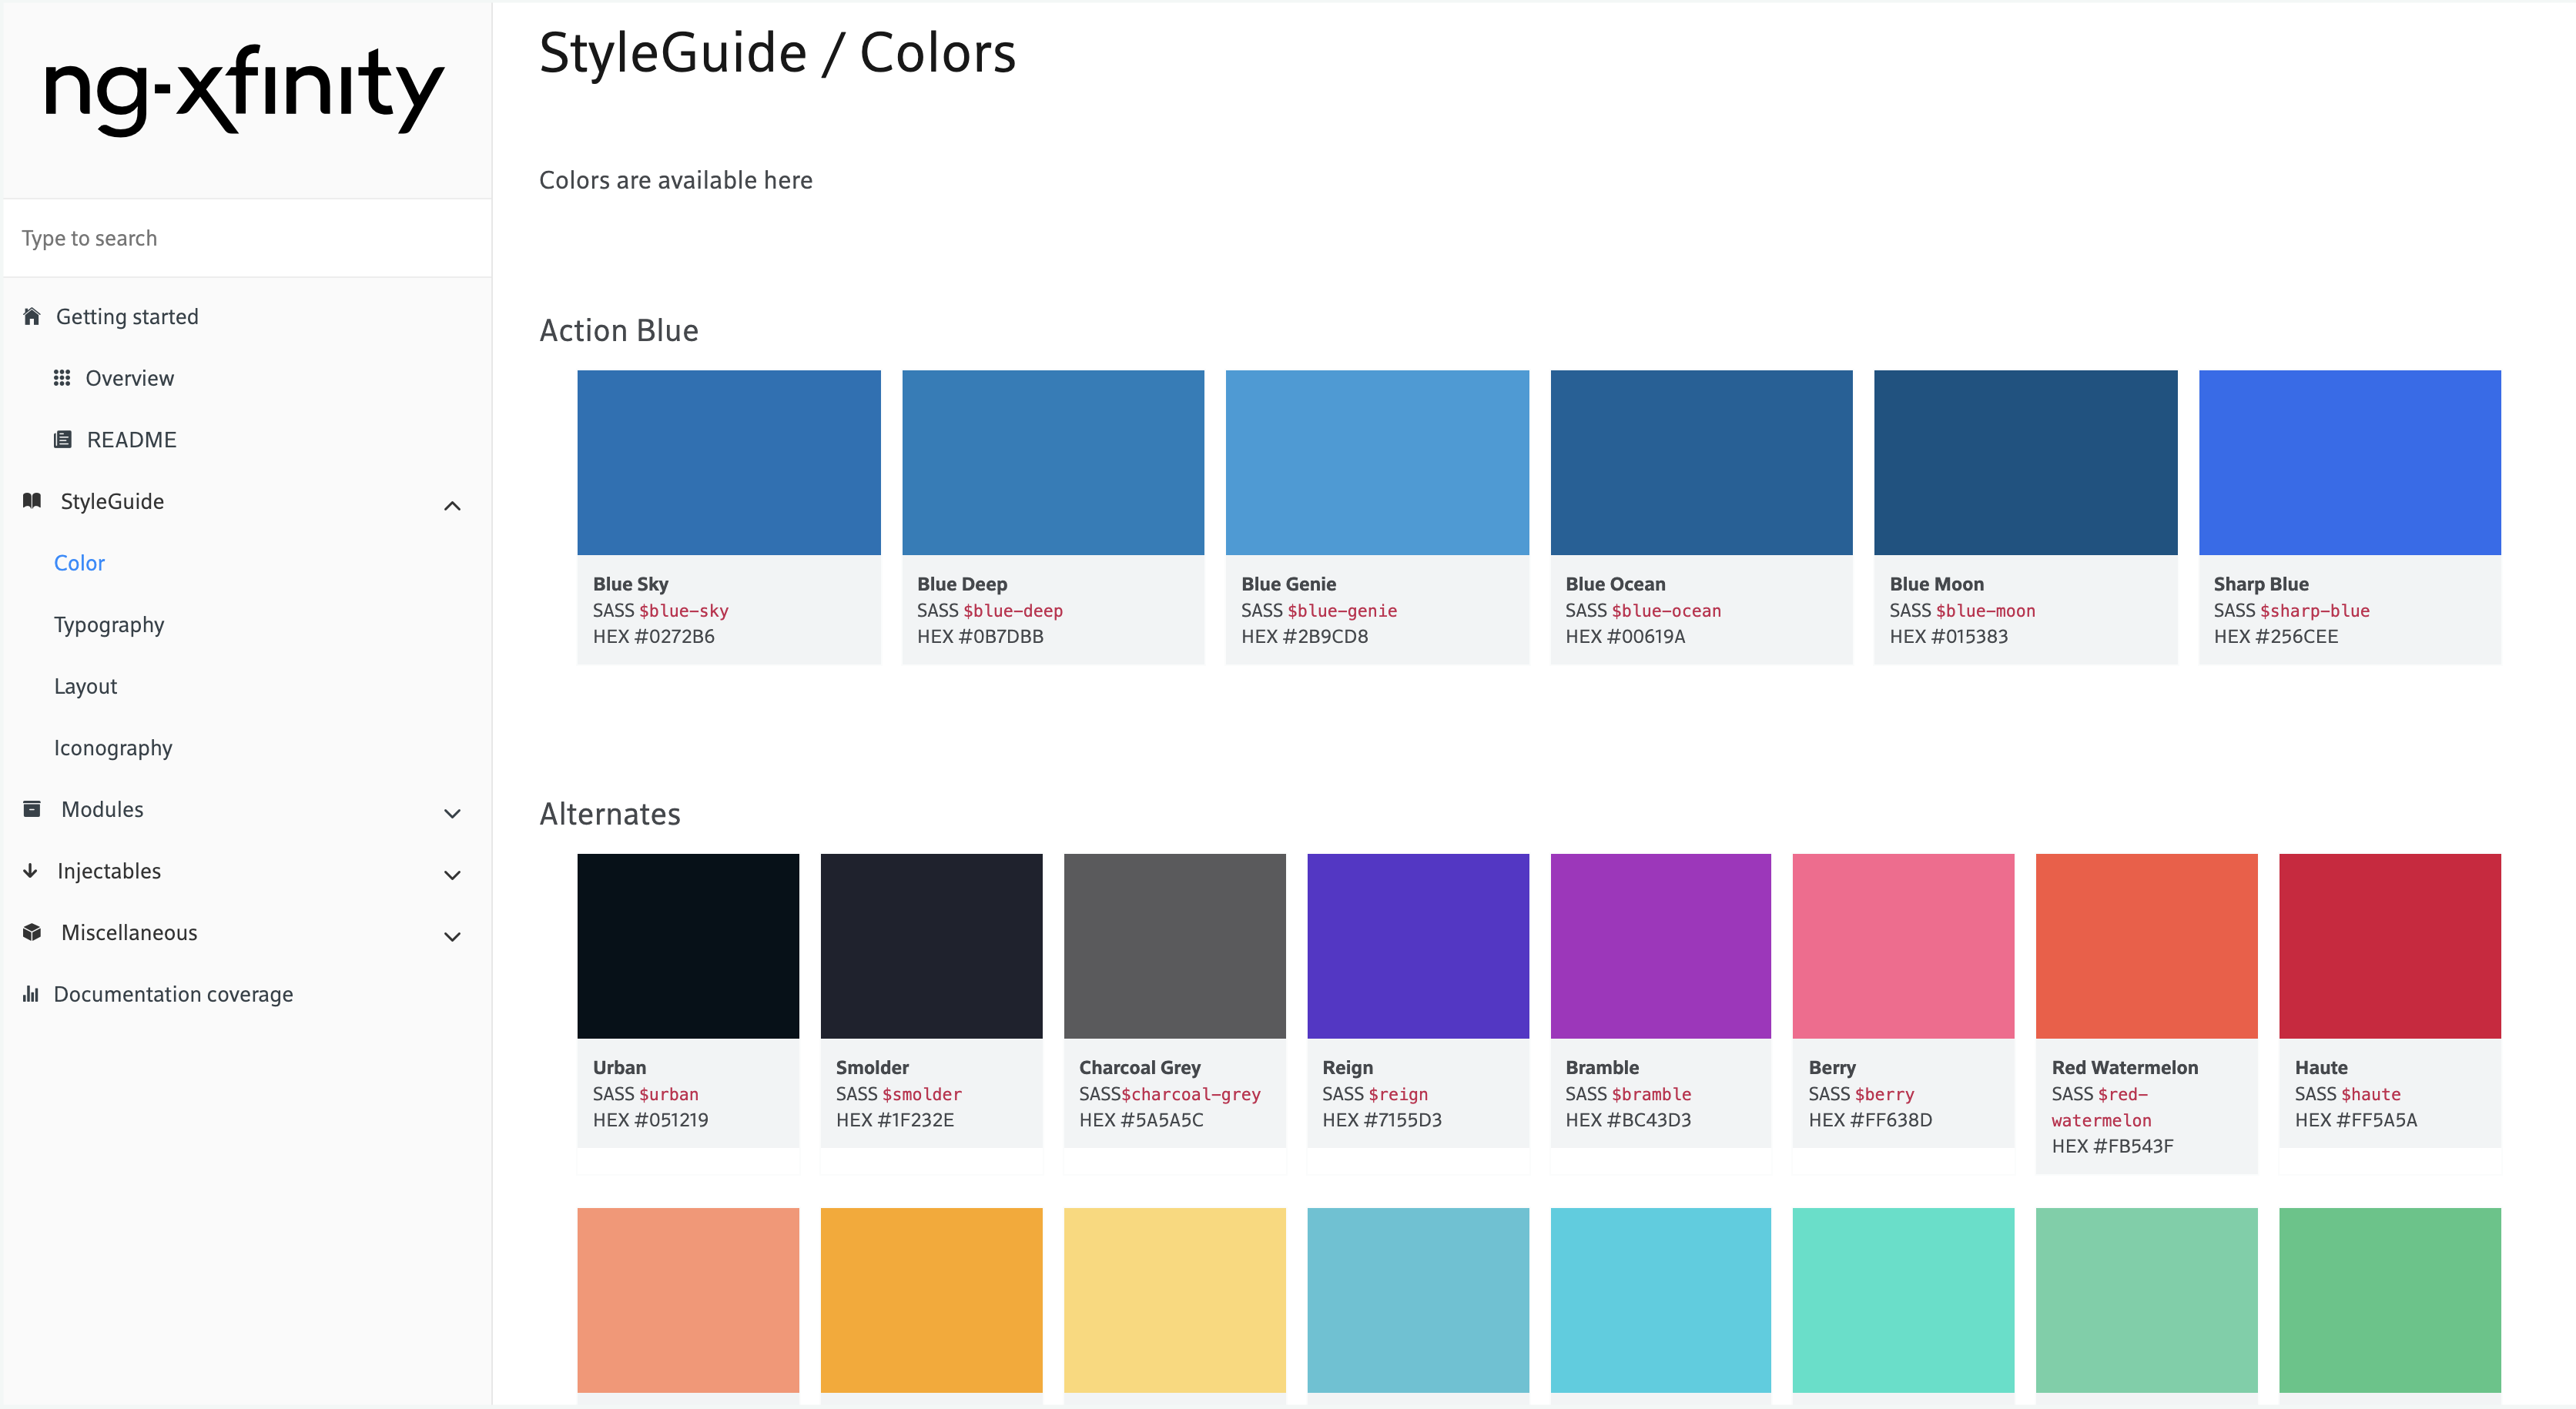 ng-xfinity
Type to search
Getting started
Overview
README
StyleGuide
Color
Typography
Layout
Iconography
Modules
Injectables
Miscellaneous
Documentation coverage
StyleGuide / Colors
Colors are available here
Action Blue
Blue Sky
SASS $blue-sky
HEX #0272B6
Blue Deep
SASS $blue-deep
HEX #0B7DBB
Blue Genie
SASS $blue-genie
HEX #2B9CD8
Blue Ocean
SASS $blue-ocean
HEX #00619A
Blue Moon
SASS $blue-moon
HEX #015383
Sharp Blue
SASS $sharp-blue
HEX #256CEE
Alternates
Urban
SASS $urban
HEX #051219
Smolder
SASS $smolder
HEX #1F232E
Charcoal Grey
SASS$charcoal-grey
HEX #5A5A5C
Reign
SASS $reign
HEX #7155D3
Bramble
SASS $bramble
HEX #BC43D3
Berry
SASS $berry
HEX #FF638D
Red Watermelon
SASS $red-
watermelon
HEX #FB543F
Haute
SASS $haute
HEX #FF5A5A